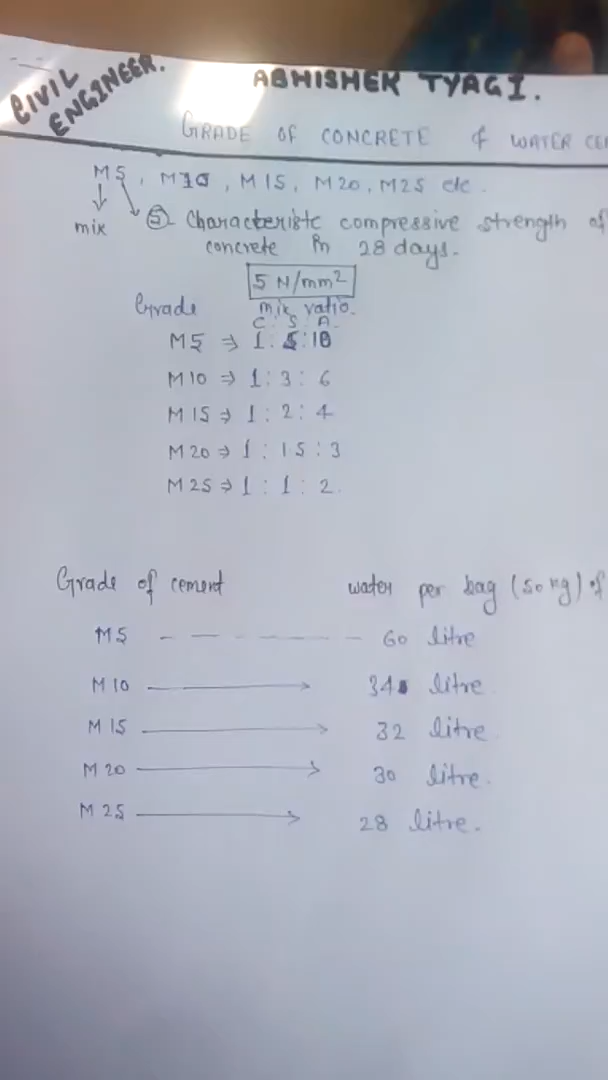 CIVIL ENGINEER.
ABHISHEK TYAGI.
GRADE OF CONCRETE & WATER CE
M5, M10, M15, M20, M25 etc.
mix
5 Characteristc compressive strength of
concrete in 28 days.
5 N/mm²
Grade mix ratio.
C S A
M5 ⇒ 1 : 5 : 10
M10 ⇒ 1 : 3 : 6
M15 ⇒ 1 : 2 : 4
M20 ⇒ 1 : 1 5 : 3
M25 ⇒ 1 : 1 : 2.
Grade of cement water per bag (50 kg) of
M5 60 litre
M10 34 litre
M15 32 litre
M20 30 litre.
M25 28 litre.